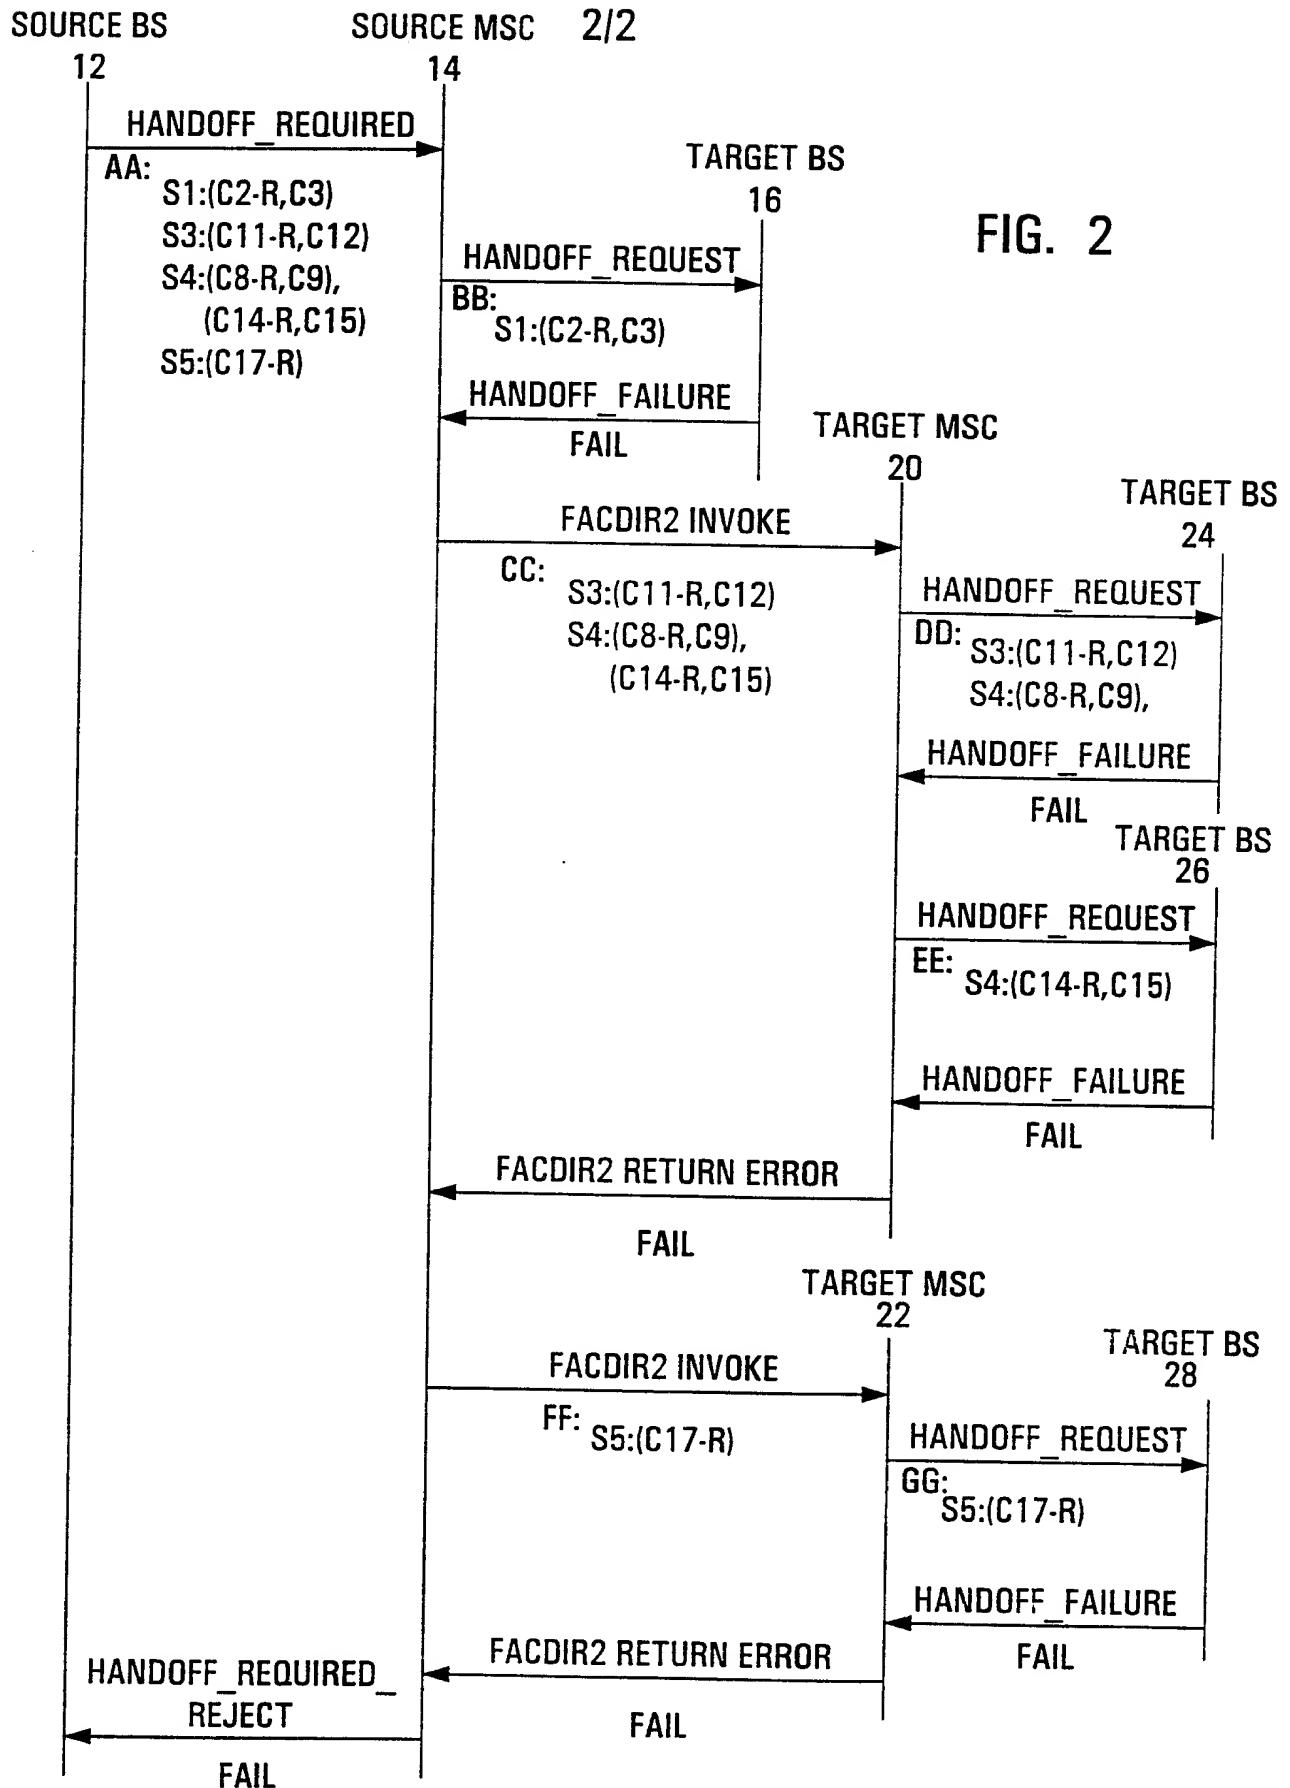 SOURCE BS
12
SOURCE MSC
14
2/2
HANDOFF_REQUIRED
AA:
S1:(C2-R,C3)
S3:(C11-R,C12)
S4:(C8-R,C9),
(C14-R,C15)
S5:(C17-R)
TARGET BS
16
FIG. 2
HANDOFF_REQUEST
BB:
S1:(C2-R,C3)
HANDOFF_FAILURE
FAIL
TARGET MSC
20
TARGET BS
24
FACDIR2 INVOKE
CC:
S3:(C11-R,C12)
S4:(C8-R,C9),
(C14-R,C15)
HANDOFF_REQUEST
DD:
S3:(C11-R,C12)
S4:(C8-R,C9),
HANDOFF_FAILURE
FAIL
TARGET BS
26
HANDOFF_REQUEST
EE:
S4:(C14-R,C15)
HANDOFF_FAILURE
FAIL
FACDIR2 RETURN ERROR
FAIL
TARGET MSC
22
TARGET BS
28
FACDIR2 INVOKE
FF:
S5:(C17-R)
HANDOFF_REQUEST
GG:
S5:(C17-R)
HANDOFF_FAILURE
FAIL
FACDIR2 RETURN ERROR
FAIL
HANDOFF_REQUIRED_
REJECT
FAIL